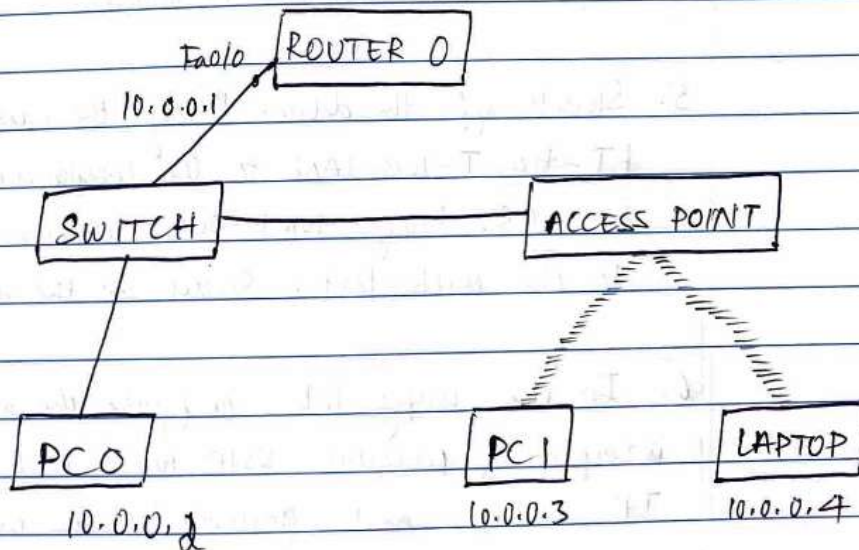 Fa0/0
ROUTER 0
10.0.0.1
SWITCH
ACCESS POINT
PC0
PC1
LAPTOP
10.0.0.2
10.0.0.3
10.0.0.4